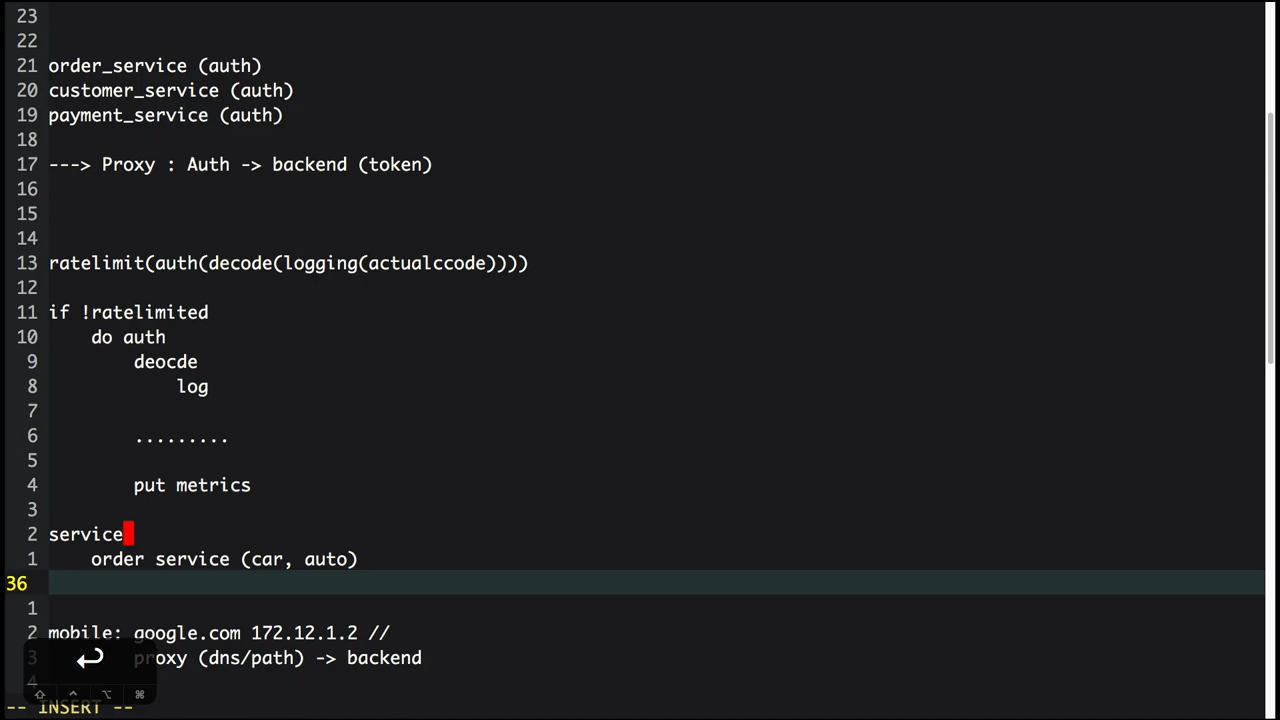 23
22
21 order_service (auth)
20 customer_service (auth)
19 payment_service (auth)
18
17 ---> Proxy : Auth -> backend (token)
16
15
14
13 ratelimit(auth(decode(logging(actualccode))))
12
11 if !ratelimited
10 do auth
9 deocde
8 log
7
6 .........
5
4 put metrics
3
2 service
1 order service (car, auto)
36
1
2 mobile: google.com 172.12.1.2 //
3 proxy (dns/path) -> backend
4
-- INSERT --